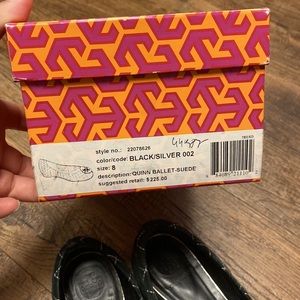 style no.: 22078626
color/code: BLACK/SILVER 002
size: 8
description: QUINN BALLET-SUEDE
suggested retail: $225.00